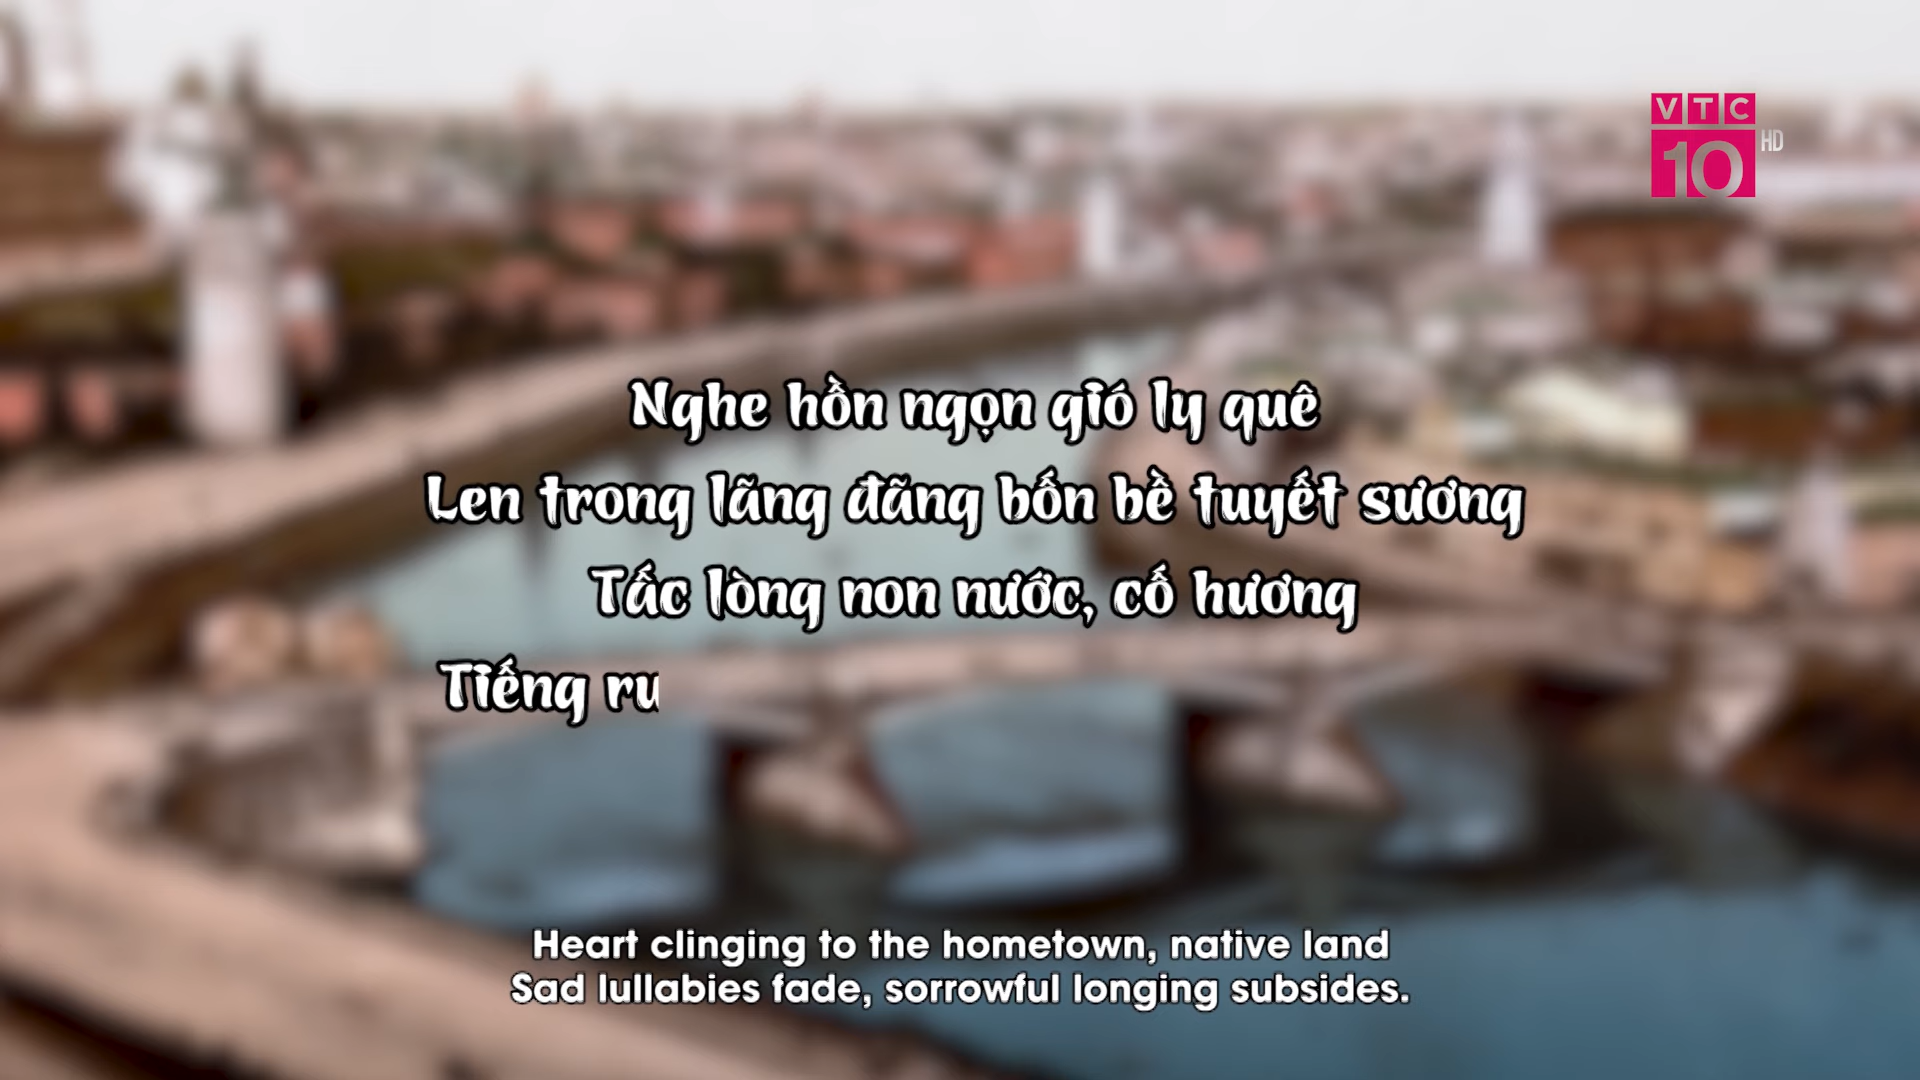 VTC
10 HD
Nghe hồn ngọn gió ly quê
Len trong lãng đãng bốn bề tuyết sương
Tấc lòng non nước, cố hương
Tiếng ru
Heart clinging to the hometown, native land
Sad lullabies fade, sorrowful longing subsides.